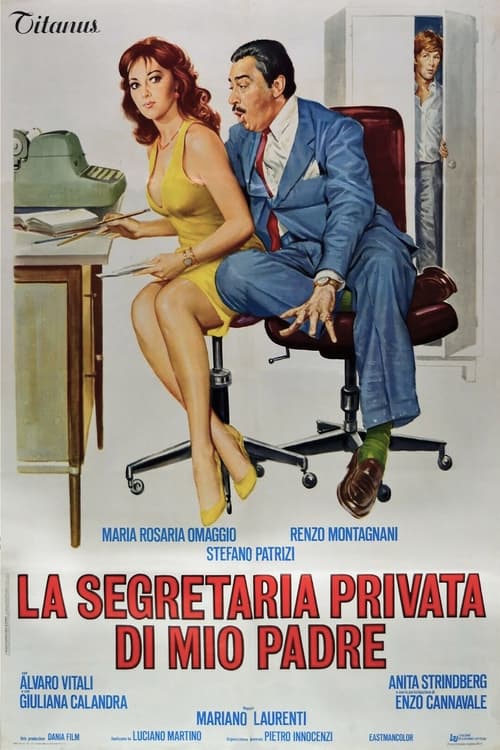 Titanus
MARIA ROSARIA OMAGGIO RENZO MONTAGNANI
STEFANO PATRIZI
LA SEGRETARIA PRIVATA
DI MIO PADRE
con ALVARO VITALI
GIULIANA CALANDRA
ANITA STRINDBERG
ENZO CANNAVALE
MARIANO LAURENTI
DANIA FILM LUCIANO MARTINO PIETRO INNOCENZI EASTMANCOLOR